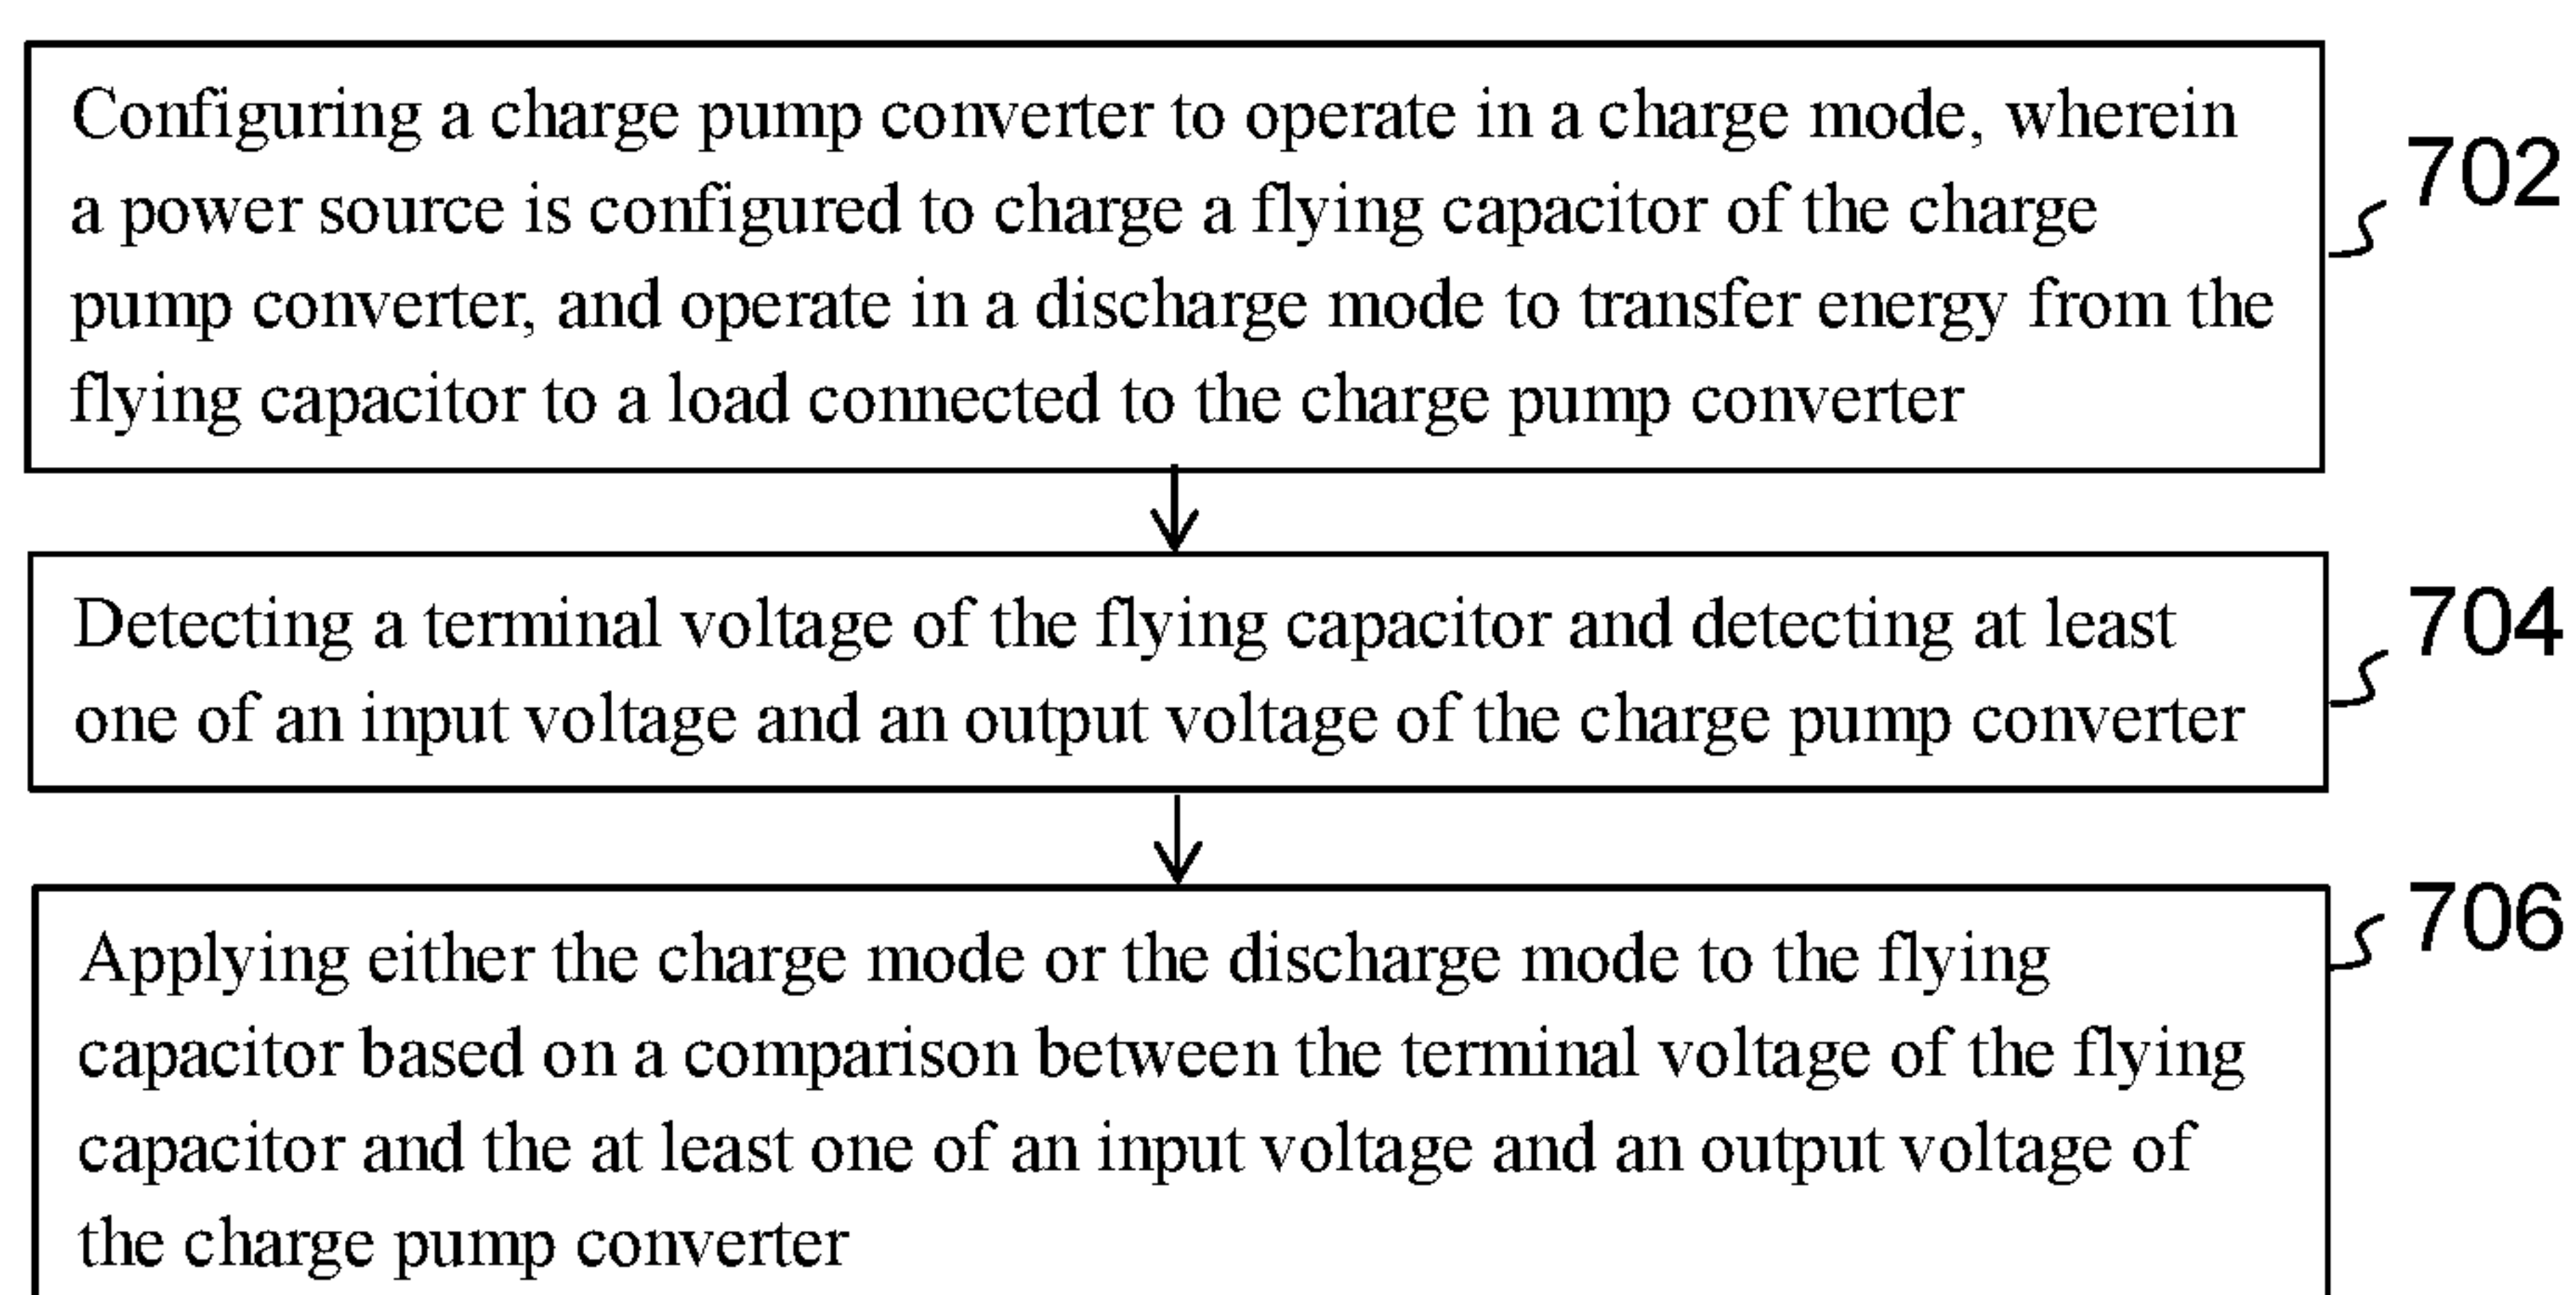 Configuring a charge pump converter to operate in a charge mode, wherein
a power source is configured to charge a flying capacitor of the charge
pump converter, and operate in a discharge mode to transfer energy from the
flying capacitor to a load connected to the charge pump converter
702
Detecting a terminal voltage of the flying capacitor and detecting at least
one of an input voltage and an output voltage of the charge pump converter
704
Applying either the charge mode or the discharge mode to the flying
capacitor based on a comparison between the terminal voltage of the flying
capacitor and the at least one of an input voltage and an output voltage of
the charge pump converter
706